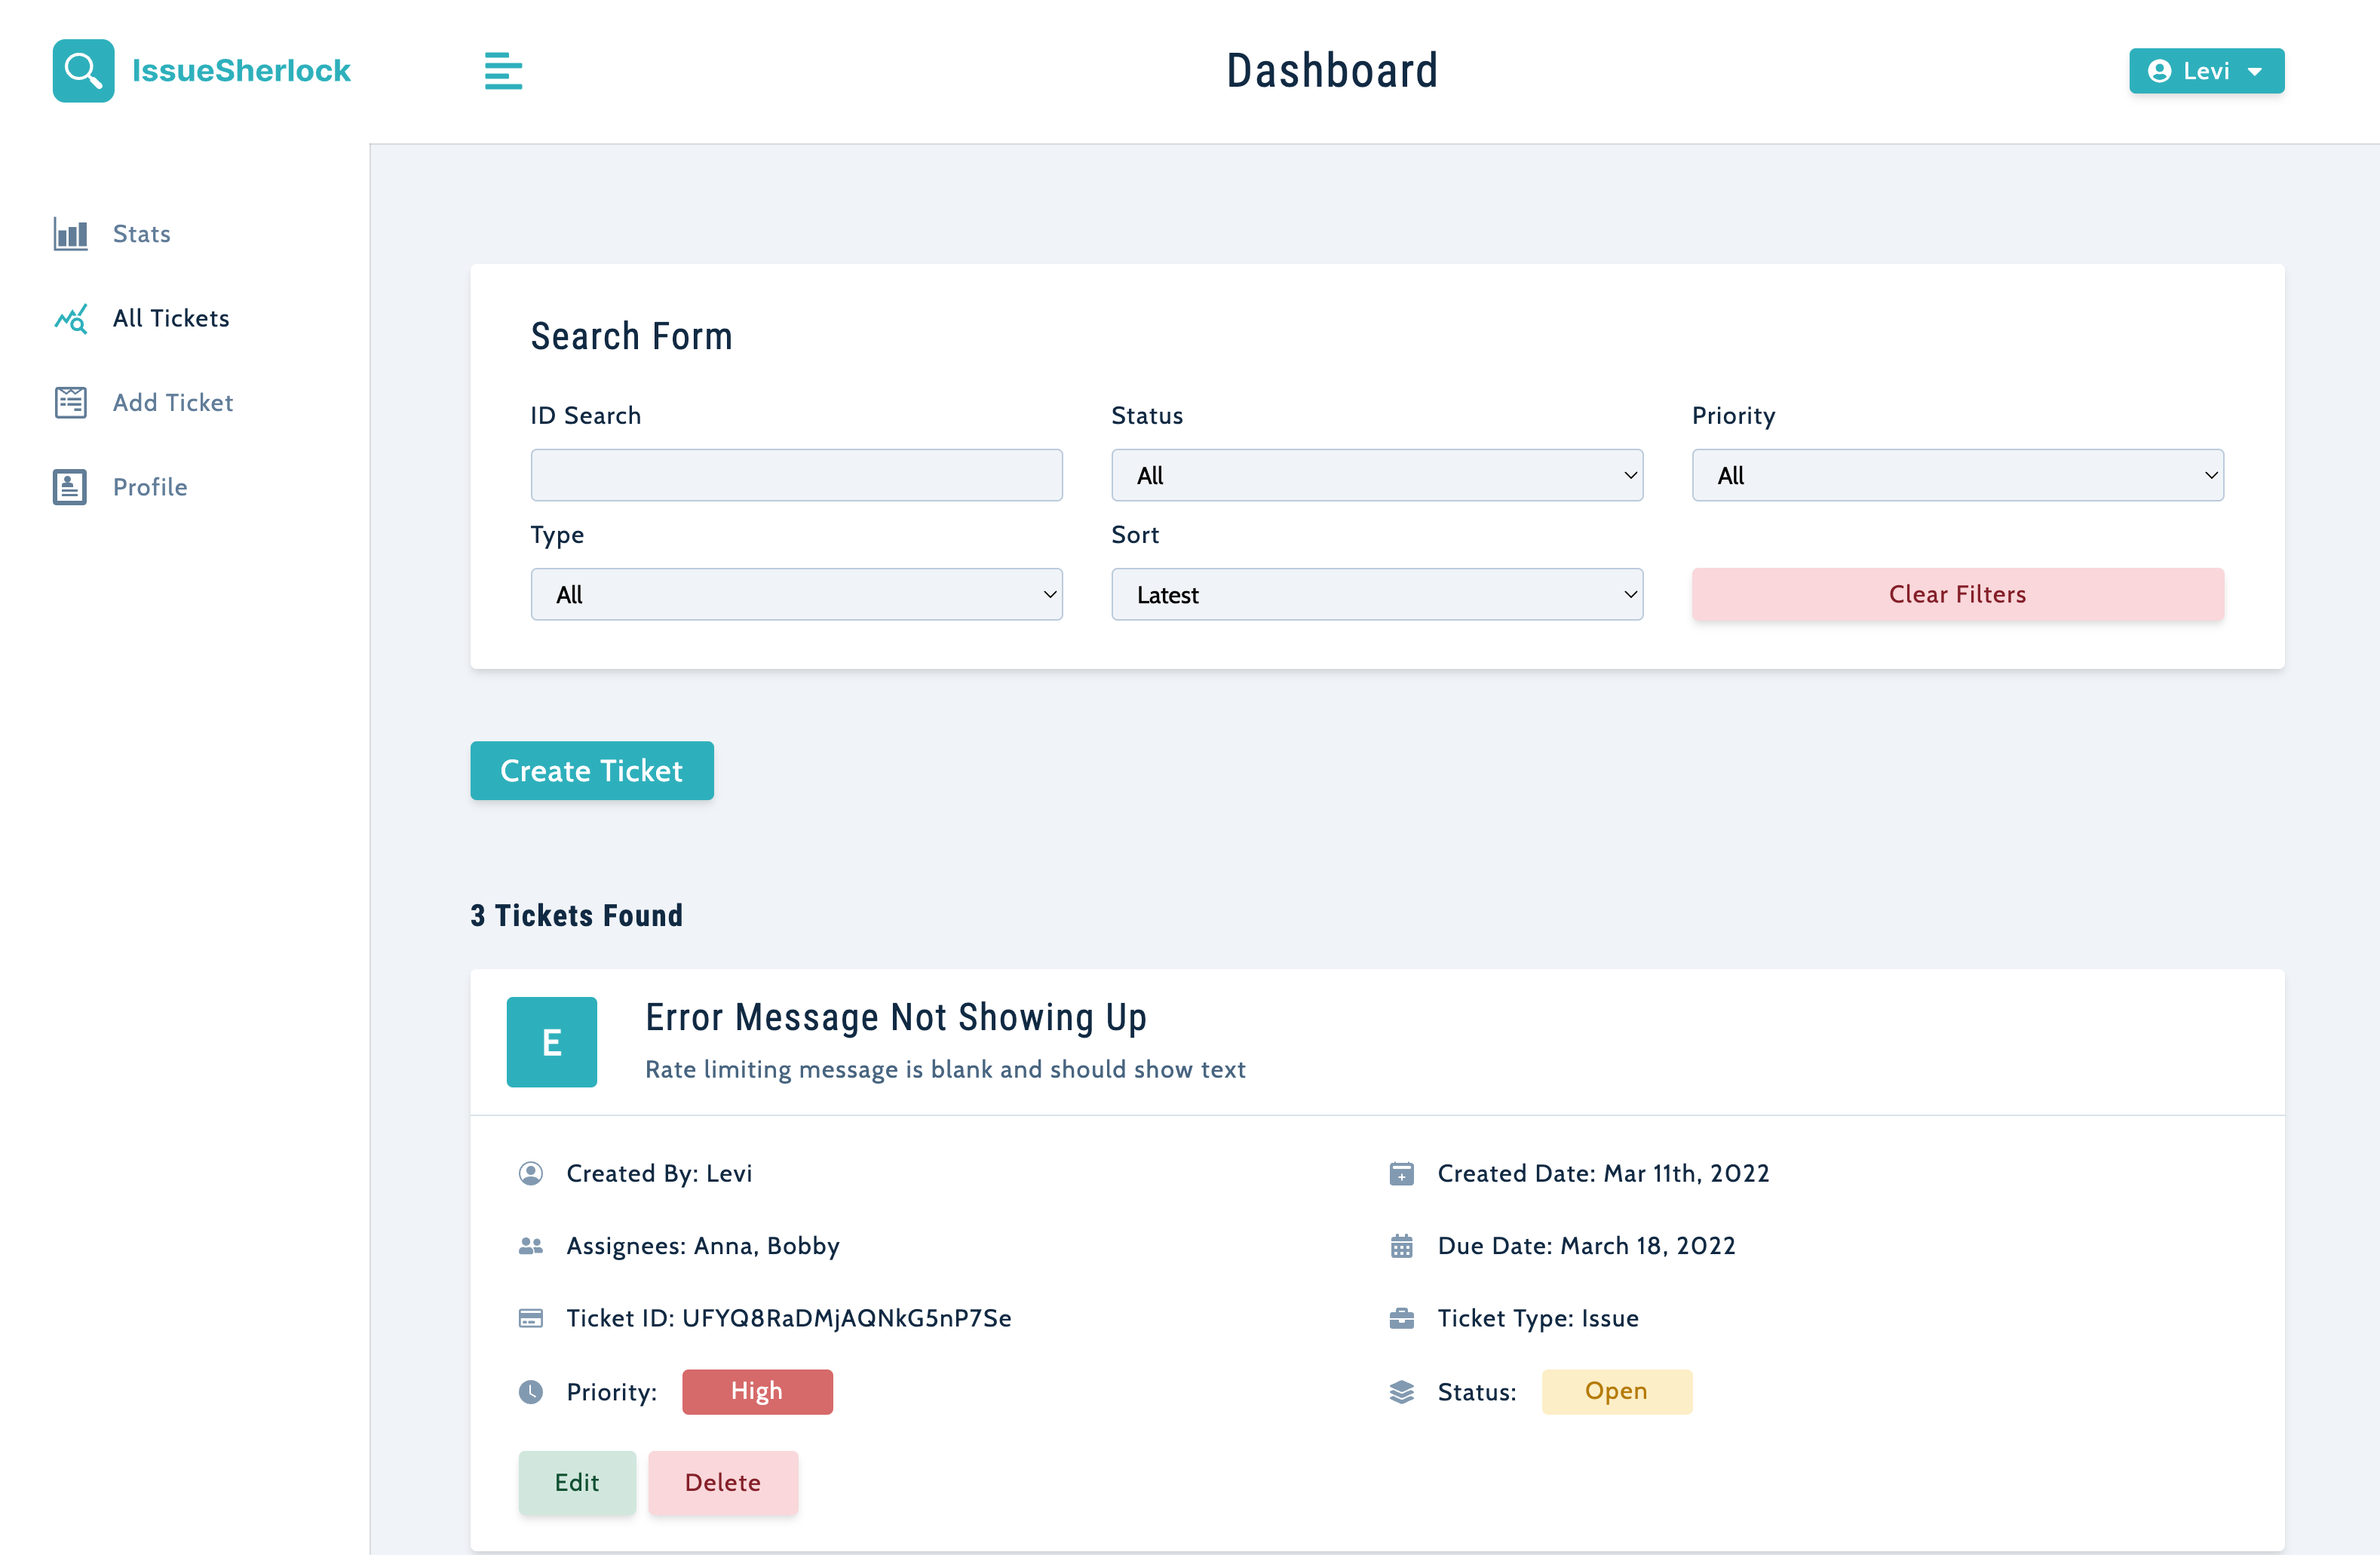 IssueSherlock
Dashboard
Levi
Stats
All Tickets
Add Ticket
Profile
Search Form
ID Search
Status
Priority
All
All
Type
Sort
All
Latest
Clear Filters
Create Ticket
3 Tickets Found
E
Error Message Not Showing Up
Rate limiting message is blank and should show text
Created By: Levi
Created Date: Mar 11th, 2022
Assignees: Anna, Bobby
Due Date: March 18, 2022
Ticket ID: UFYQ8RaDMjAQNkG5nP7Se
Ticket Type: Issue
Priority: High
Status: Open
Edit
Delete